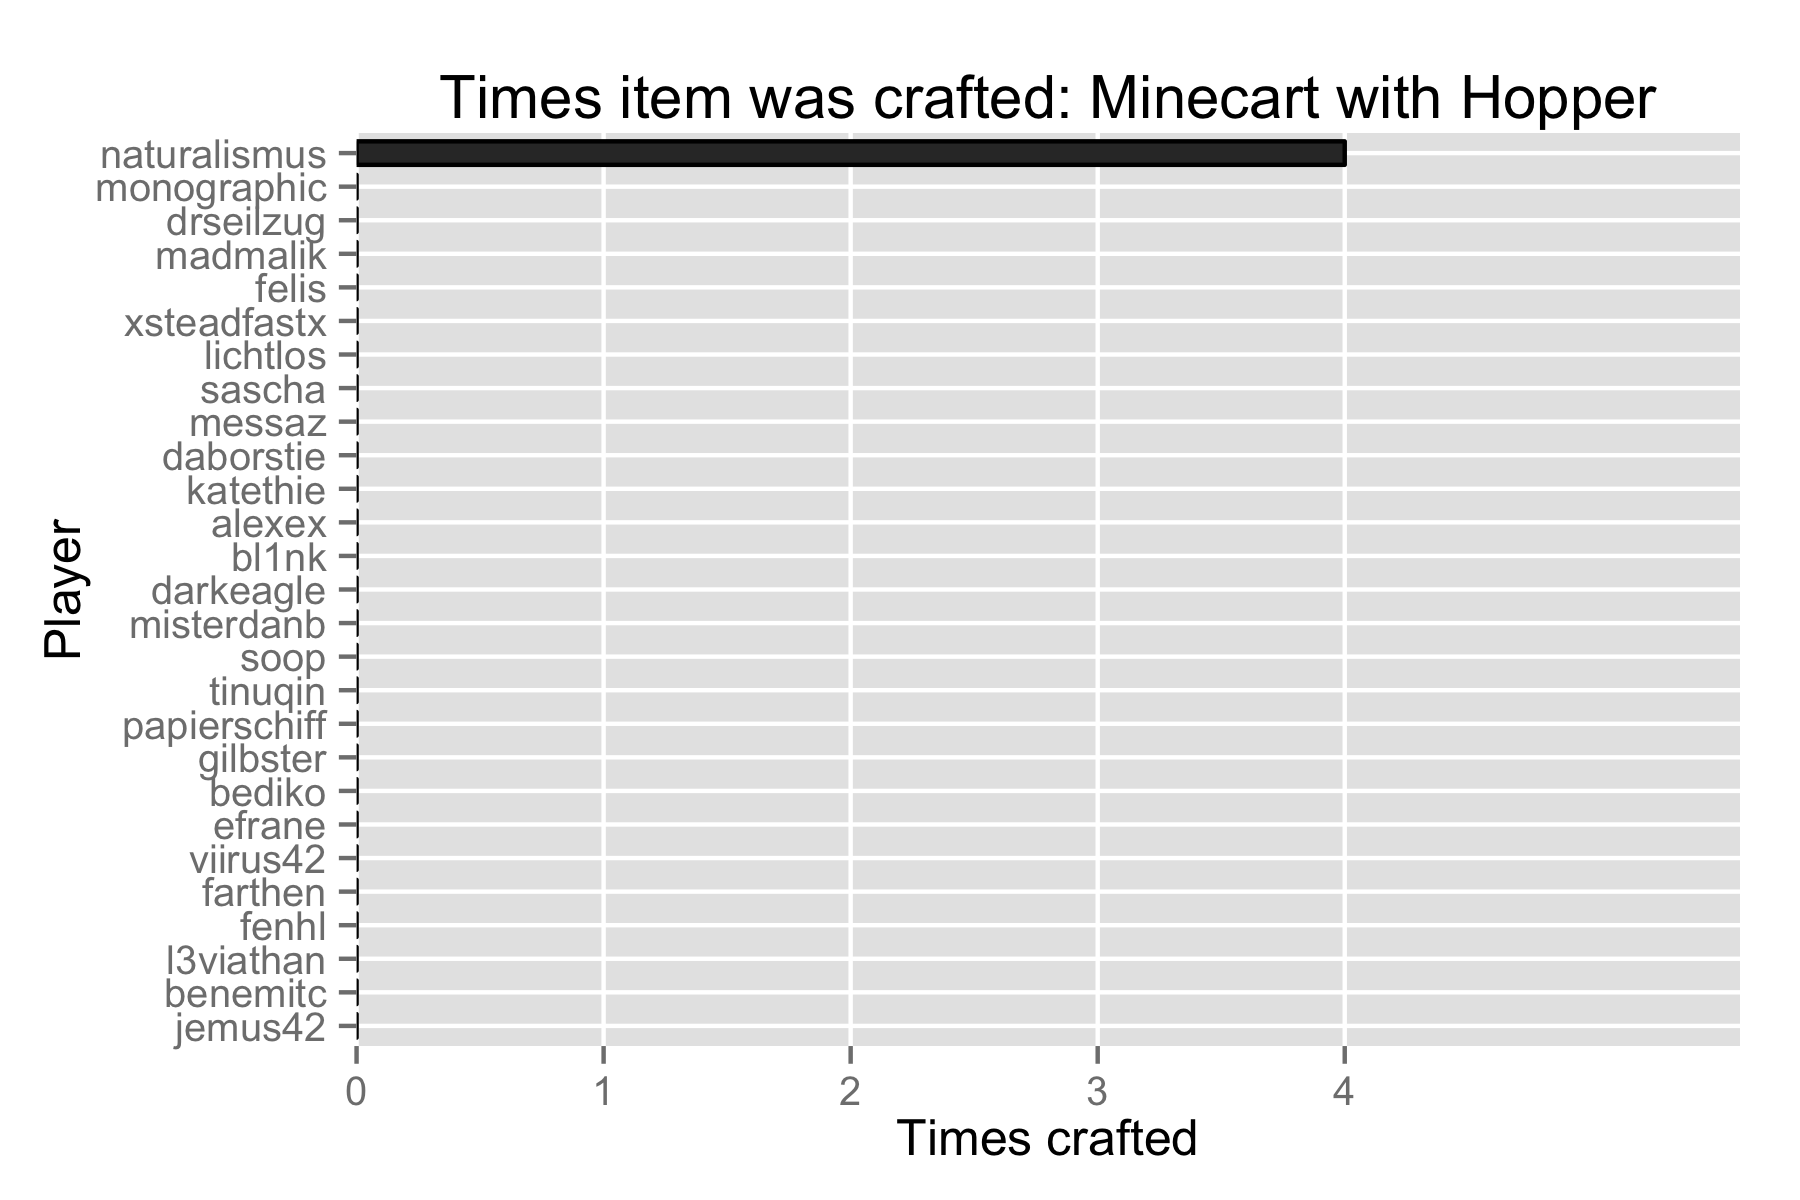 Times item was crafted: Minecart with Hopper
naturalismus
monographic
drseilzug
madmalik
felis
xsteadfastx
lichtlos
sascha
messaz
daborstie
katethie
alexex
bl1nk
darkeagle
misterdanb
soop
tinuqin
papierschiff
gilbster
bediko
efrane
viirus42
farthen
fenhl
l3viathan
benemitc
jemus42
Player
0 1 2 3 4
Times crafted